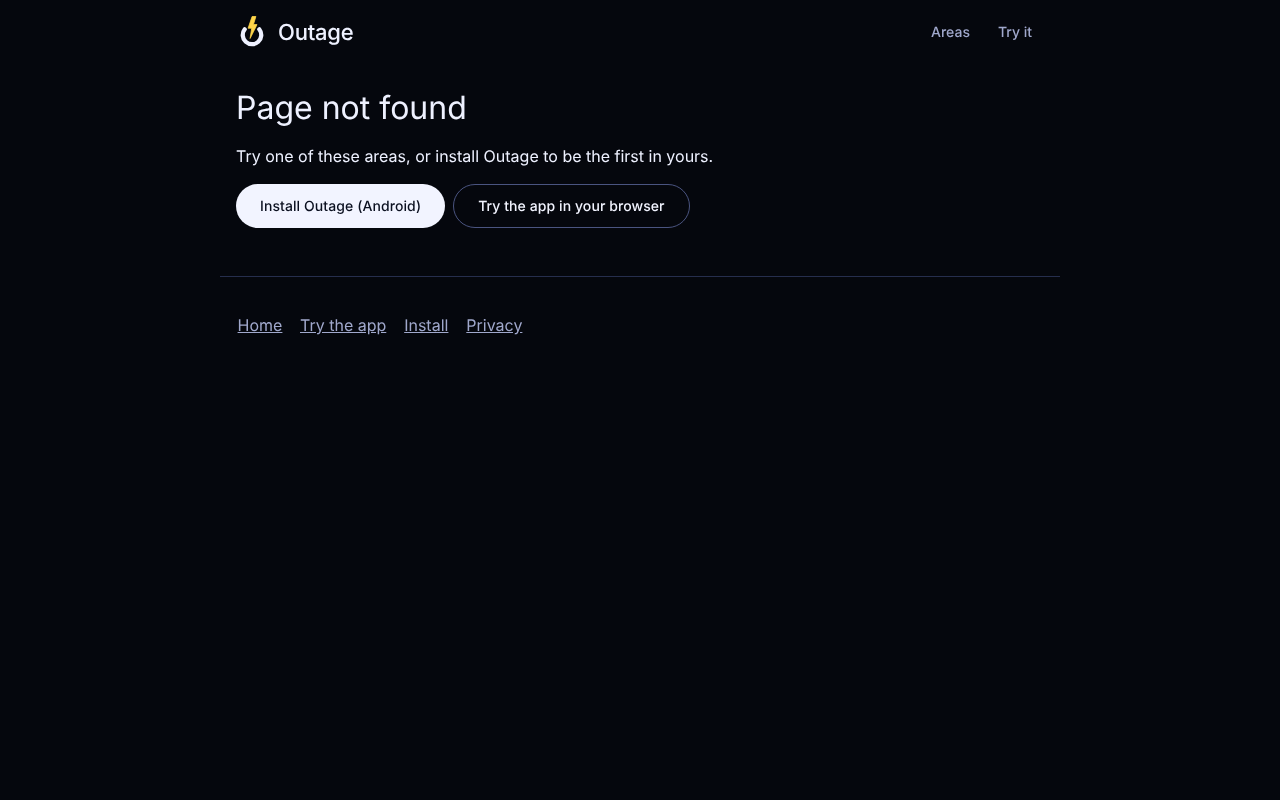 Outage
Areas
Try it
Page not found
Try one of these areas, or install Outage to be the first in yours.
Install Outage (Android)
Try the app in your browser
Home
Try the app
Install
Privacy